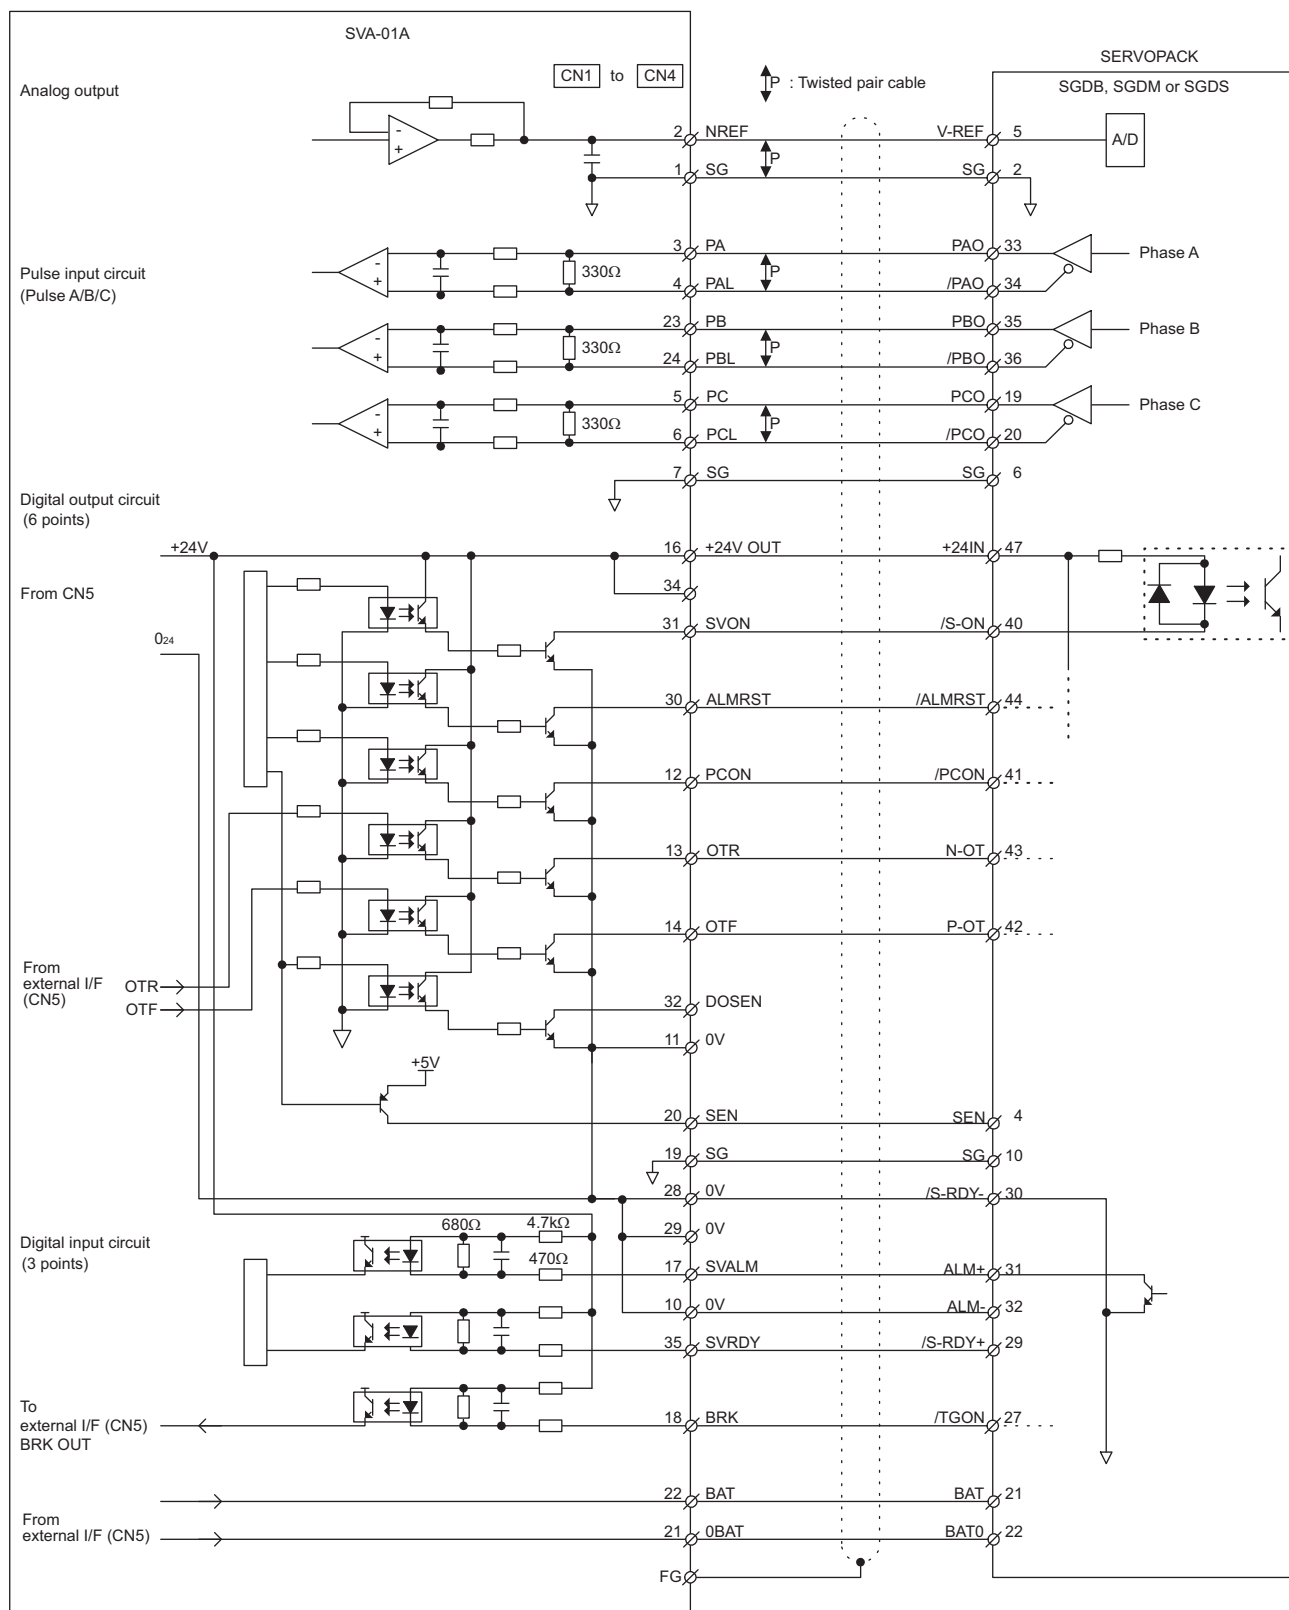 SVA-01A
CN1 to CN4
P : Twisted pair cable
SERVOPACK
SGDB, SGDM or SGDS
Analog output
-
+
2 NREF
P
V-REF 5
A/D
1 SG
SG 2
Pulse input circuit
(Pulse A/B/C)
-
+
330Ω
3 PA
P
PAO 33
Phase A
4 PAL
/PAO 34
-
+
330Ω
23 PB
P
PBO 35
Phase B
24 PBL
/PBO 36
-
+
330Ω
5 PC
P
PCO 19
Phase C
6 PCL
/PCO 20
7 SG
SG 6
Digital output circuit
(6 points)
+24V
16 +24V OUT
+24IN 47
From CN5
34
024
31 SVON
/S-ON 40
30 ALMRST
/ALMRST 44
12 PCON
/PCON 41
13 OTR
N-OT 43
14 OTF
P-OT 42
From
external I/F
(CN5)
OTR
OTF
32 DOSEN
11 0V
+5V
20 SEN
SEN 4
19 SG
SG 10
28 0V
/S-RDY- 30
29 0V
Digital input circuit
(3 points)
680Ω
4.7kΩ
470Ω
17 SVALM
ALM+ 31
10 0V
ALM- 32
35 SVRDY
/S-RDY+ 29
To
external I/F (CN5)
BRK OUT
18 BRK
/TGON 27
22 BAT
BAT 21
From
external I/F (CN5)
21 0BAT
BAT0 22
FG